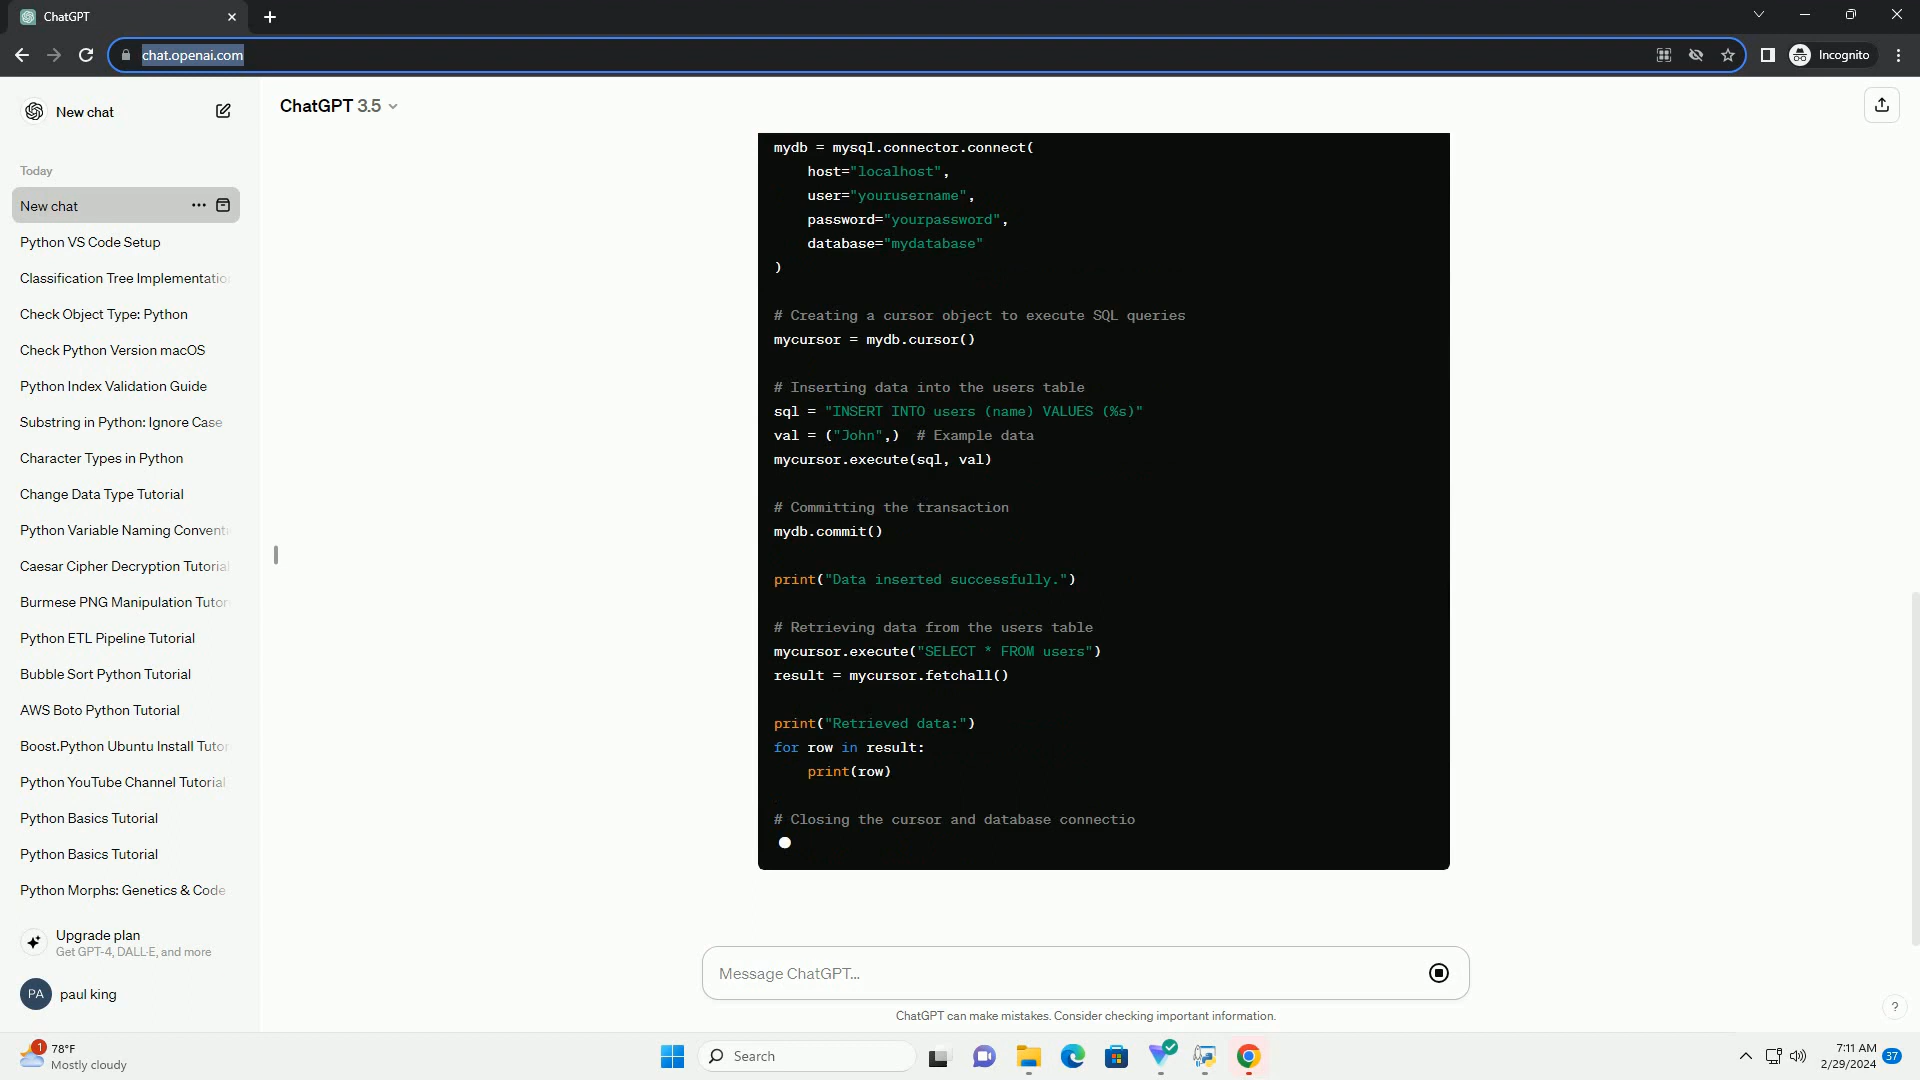 ChatGPT
chat.openai.com
Incognito
New chat
ChatGPT 3.5
Today
New chat
Python VS Code Setup
Classification Tree Implementatio
Check Object Type: Python
Check Python Version macOS
Python Index Validation Guide
Substring in Python: Ignore Case
Character Types in Python
Change Data Type Tutorial
Python Variable Naming Convent
Caesar Cipher Decryption Tutorial
Burmese PNG Manipulation Tutor
Python ETL Pipeline Tutorial
Bubble Sort Python Tutorial
AWS Boto Python Tutorial
Boost.Python Ubuntu Install Tutor
Python YouTube Channel Tutorial
Python Basics Tutorial
Python Basics Tutorial
Python Morphs: Genetics & Code
Upgrade plan
Get GPT-4, DALL·E, and more
PA
paul king
mydb = mysql.connector.connect(
host="localhost",
user="yourusername",
password="yourpassword",
database="mydatabase"
)
# Creating a cursor object to execute SQL queries
mycursor = mydb.cursor()
# Inserting data into the users table
sql = "INSERT INTO users (name) VALUES (%s)"
val = ("John",)  # Example data
mycursor.execute(sql, val)
# Committing the transaction
mydb.commit()
print("Data inserted successfully.")
# Retrieving data from the users table
mycursor.execute("SELECT * FROM users")
result = mycursor.fetchall()
print("Retrieved data:")
for row in result:
print(row)
# Closing the cursor and database connectio
Message ChatGPT...
ChatGPT can make mistakes. Consider checking important information.
?
1
78°F
Mostly cloudy
Search
7:11 AM
2/29/2024
37